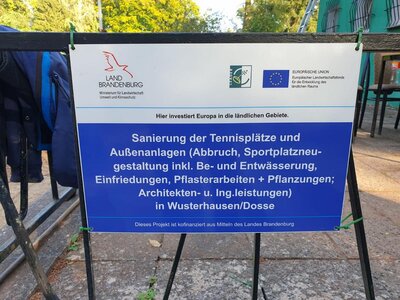 LAND
BRANDENBURG
Ministerium für Landwirtschaft
Umwelt und Klimaschutz
EUROPÄISCHE UNION
Europäischer Landwirtschaftsfonds
für die Entwicklung des
ländlichen Raums
Hier investiert Europa in die ländlichen Gebiete.
Sanierung der Tennisplätze und
Außenanlagen (Abbruch, Sportplatzneu-
gestaltung inkl. Be- und Entwässerung,
Einfriedungen, Pflasterarbeiten + Pflanzungen;
Architekten- u. Ing.leistungen)
in Wusterhausen/Dosse
Dieses Projekt ist kofinanziert aus Mitteln des Landes Brandenburg